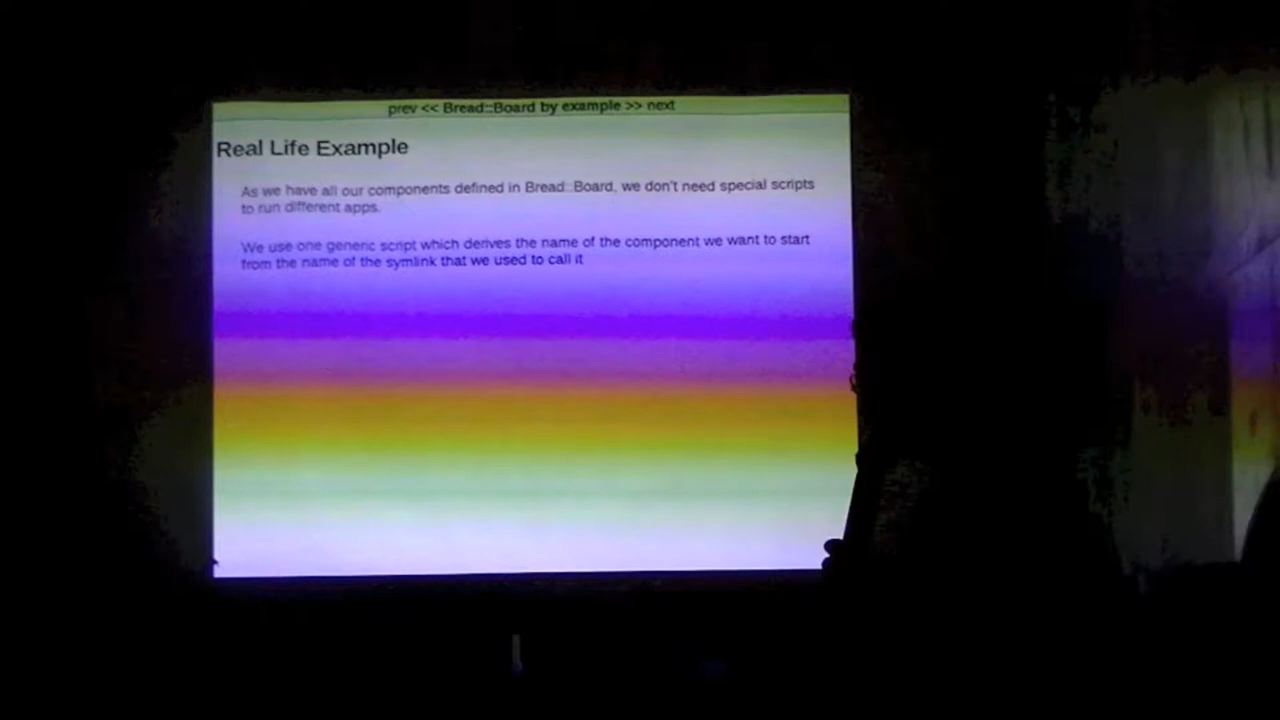 prev << Bread::Board by example >> next
Real Life Example
As we have all our components defined in Bread::Board, we don't need special scripts
to run different apps.
We use one generic script which derives the name of the component we want to start
from the name of the symlink that we used to call it